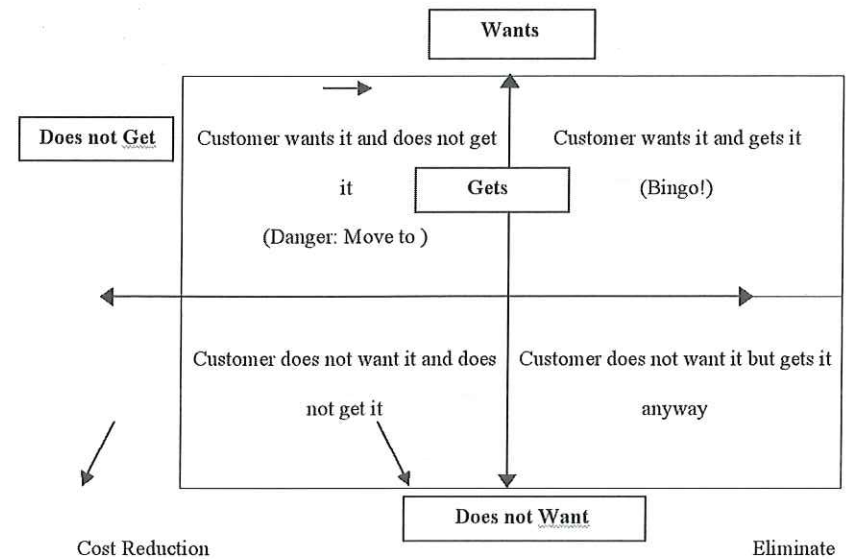 Wants
Does not Get
Customer wants it and does not get
it
(Danger: Move to )
Gets
Customer wants it and gets it
(Bingo!)
Customer does not want it and does
not get it
Customer does not want it but gets it
anyway
Does not Want
Cost Reduction
Eliminate